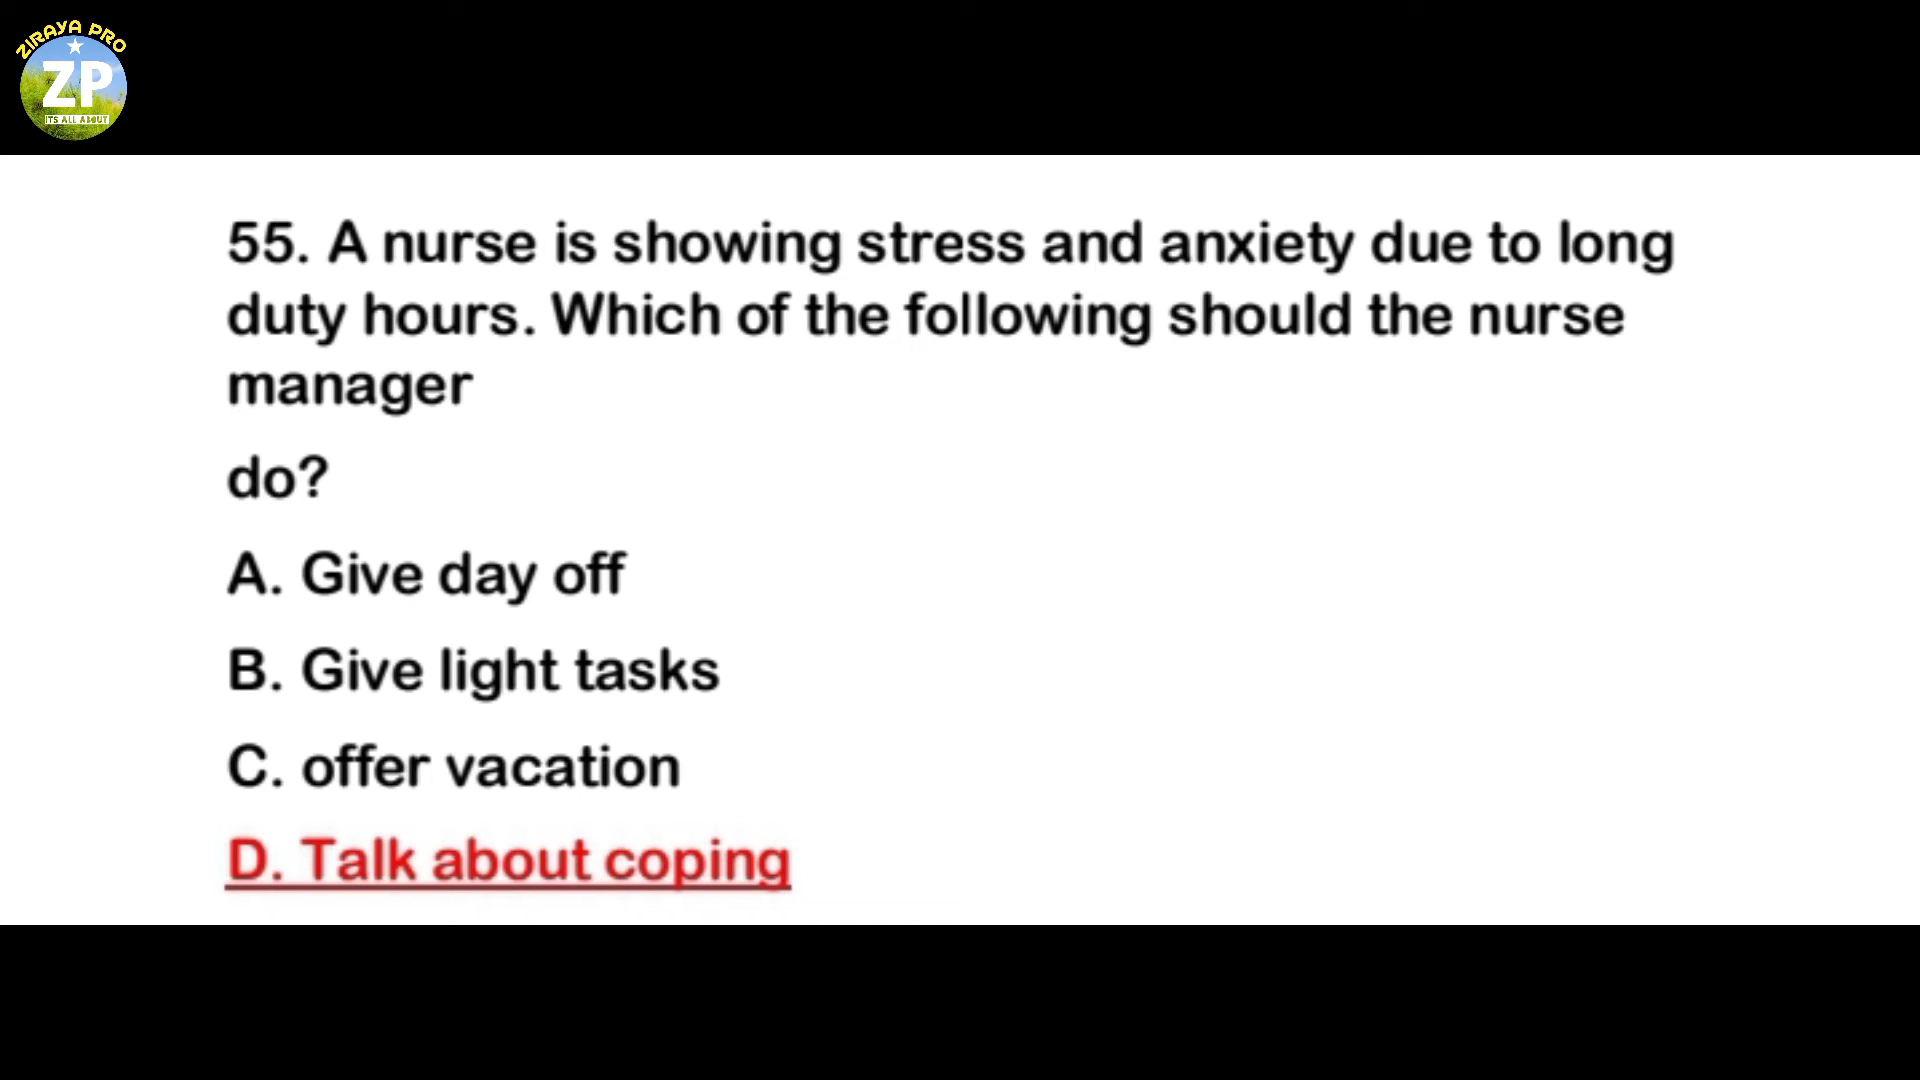 ZIRAYA PRO
ZP
ITS ALL ABOUT
55. A nurse is showing stress and anxiety due to long
duty hours. Which of the following should the nurse
manager
do?
A. Give day off
B. Give light tasks
C. offer vacation
D. Talk about coping